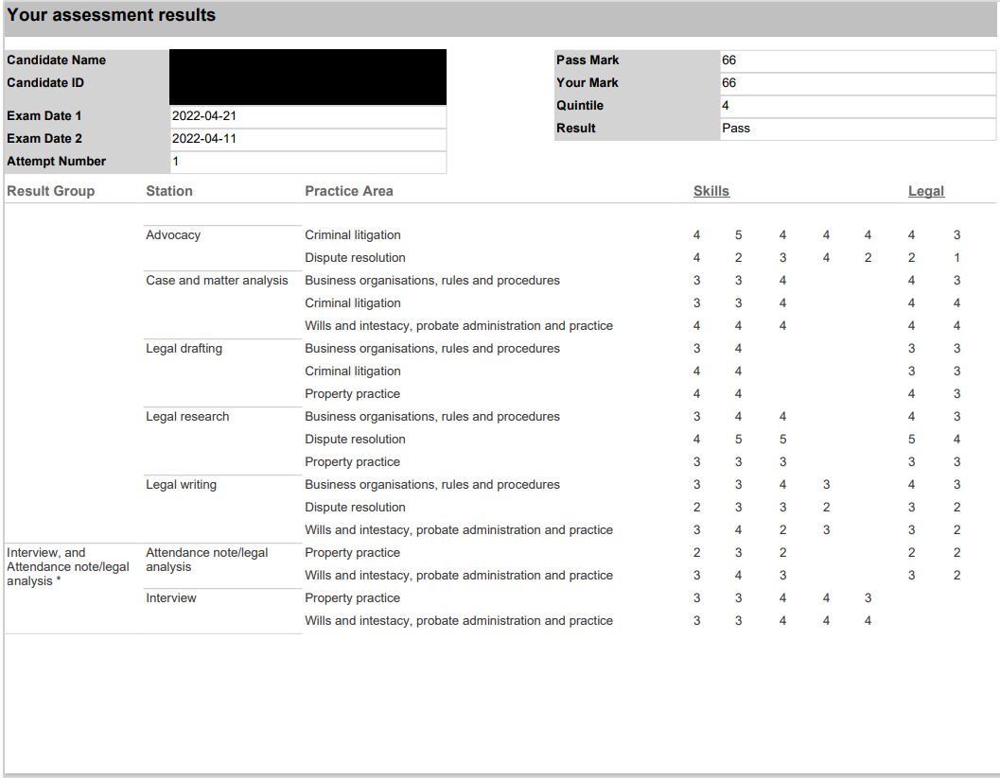 Your assessment results
Candidate Name
Candidate ID
Exam Date 1 2022-04-21
Exam Date 2 2022-04-11
Attempt Number 1
Pass Mark 66
Your Mark 66
Quintile 4
Result Pass
Result Group Station Practice Area Skills Legal
Advocacy Criminal litigation 4 5 4 4 4 4 3
Dispute resolution 4 2 3 4 2 2 1
Case and matter analysis Business organisations, rules and procedures 3 3 4 4 3
Criminal litigation 3 3 4 4 4
Wills and intestacy, probate administration and practice 4 4 4 4 4
Legal drafting Business organisations, rules and procedures 3 4 3 3
Criminal litigation 4 4 3 3
Property practice 4 4 4 3
Legal research Business organisations, rules and procedures 3 4 4 4 3
Dispute resolution 4 5 5 5 4
Property practice 3 3 3 3 3
Legal writing Business organisations, rules and procedures 3 3 4 3 4 3
Dispute resolution 2 3 3 2 3 2
Wills and intestacy, probate administration and practice 3 4 2 3 3 2
Interview, and
Attendance note/legal
analysis *
Attendance note/legal
analysis
Property practice 2 3 2 2 2
Wills and intestacy, probate administration and practice 3 4 3 3 2
Interview Property practice 3 3 4 4 3
Wills and intestacy, probate administration and practice 3 3 4 4 4